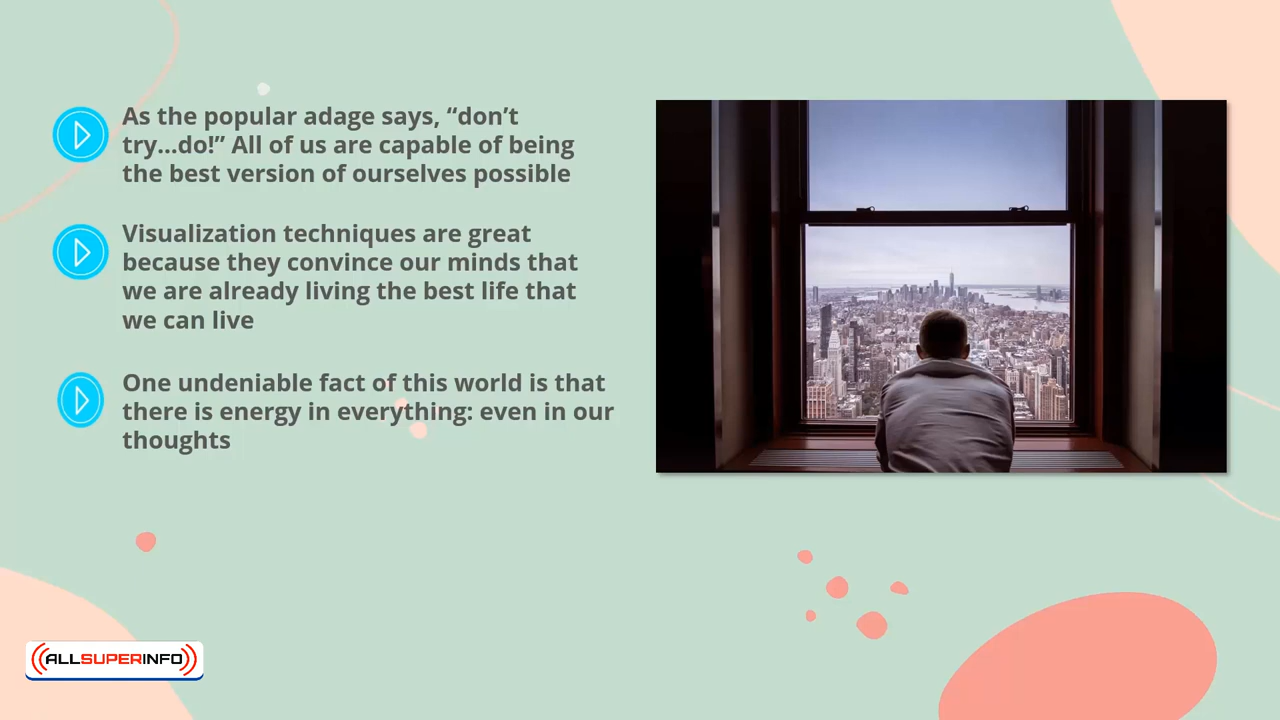 As the popular adage says, “don’t
try...do!” All of us are capable of being
the best version of ourselves possible
Visualization techniques are great
because they convince our minds that
we are already living the best life that
we can live
One undeniable fact of this world is that
there is energy in everything: even in our
thoughts
ALLSUPERINFO